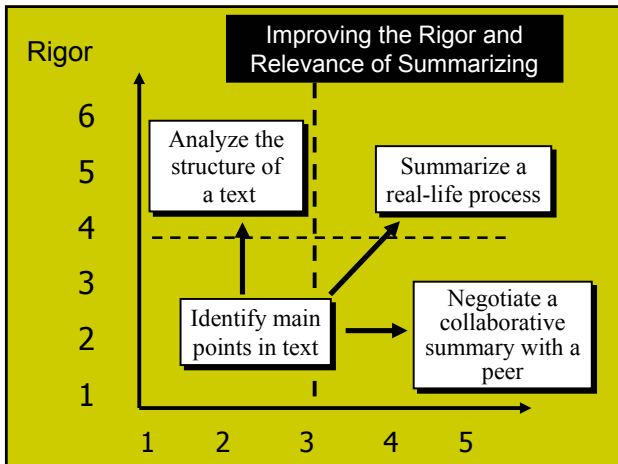 Improving the Rigor and
Relevance of Summarizing
Rigor
6
5
4
3
2
1
Analyze the
structure of
a text
Summarize a
real-life process
Identify main
points in text
Negotiate a
collaborative
summary with a
peer
1 2 3 4 5